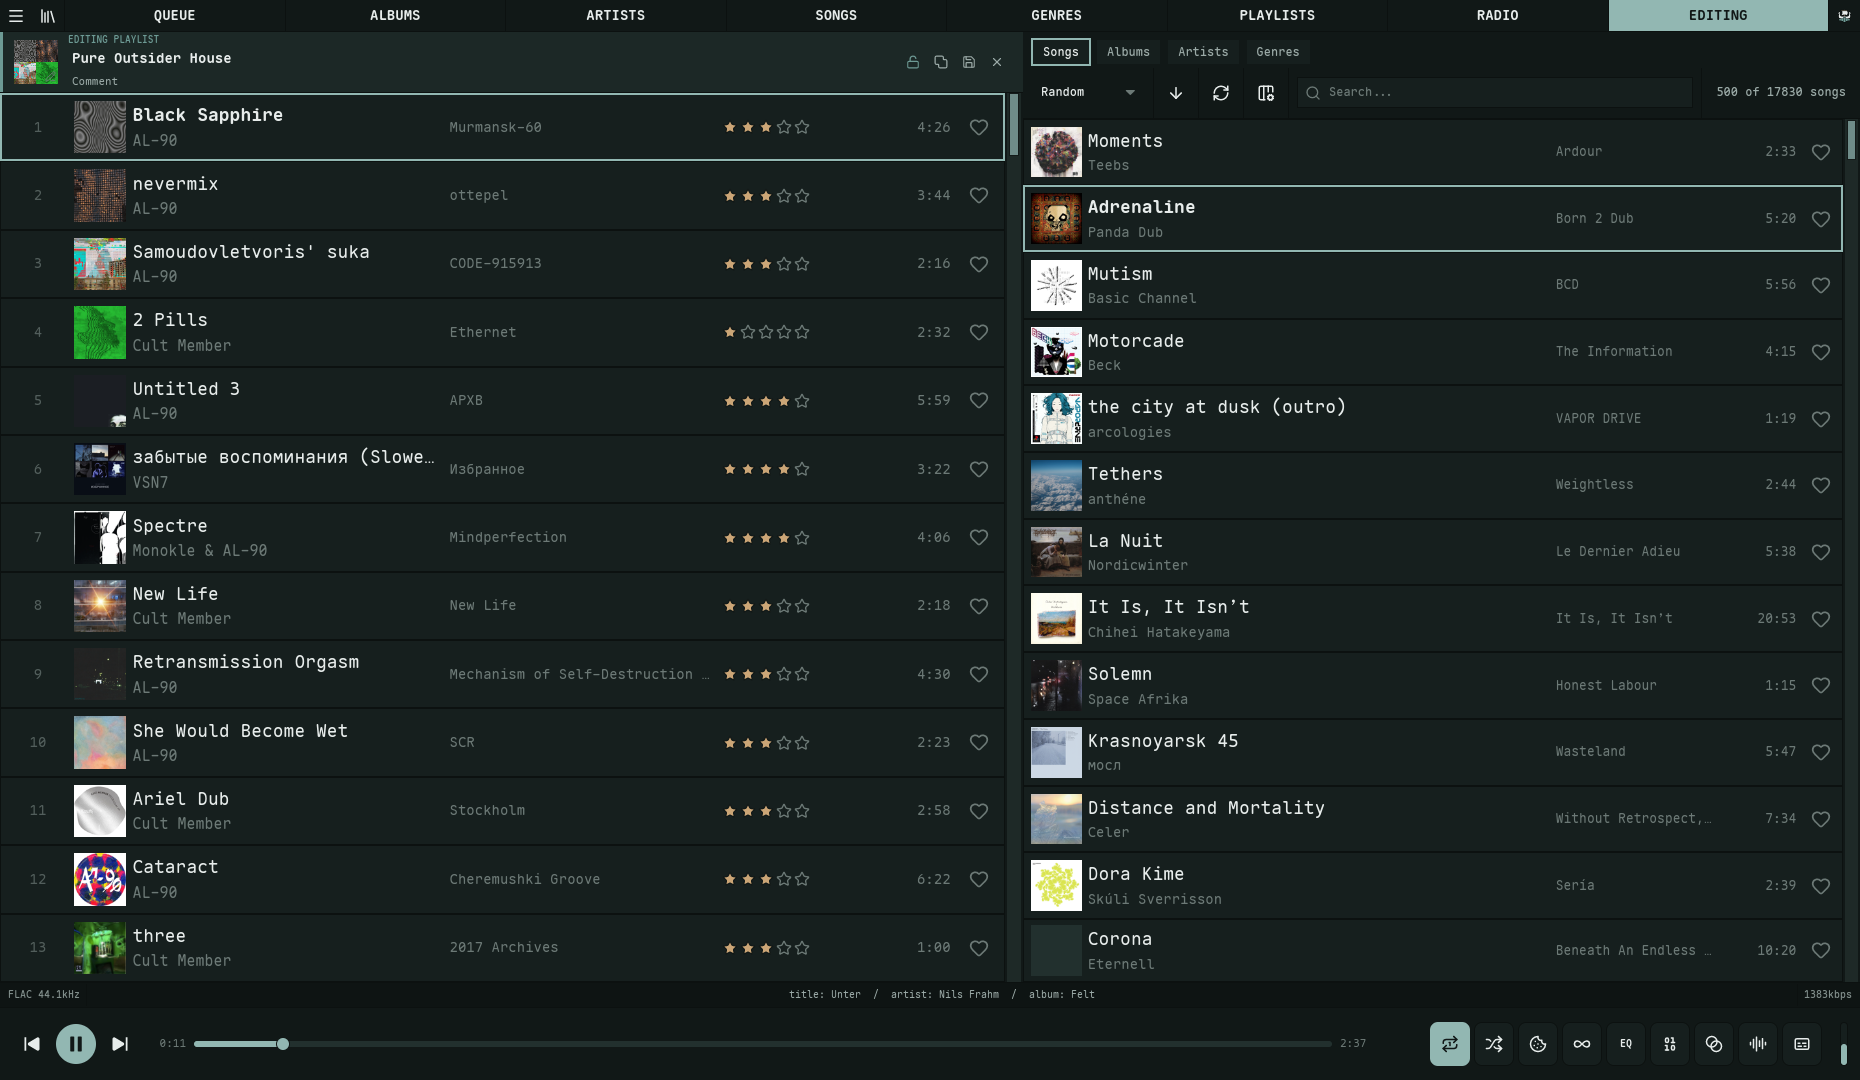 QUEUE
ALBUMS
ARTISTS
SONGS
GENRES
PLAYLISTS
RADIO
EDITING
EDITING PLAYLIST
Pure Outsider House
Comment
1
Black Sapphire
AL-90
Murmansk-60
4:26
2
nevermix
AL-90
ottepel
3:44
3
Samoudovletvoris' suka
AL-90
CODE-915913
2:16
4
2 Pills
Cult Member
Ethernet
2:32
5
Untitled 3
AL-90
АРХВ
5:59
6
забытые воспоминания (Slowe…
VSN7
Избранное
3:22
7
Spectre
Monokle & AL-90
Mindperfection
4:06
8
New Life
Cult Member
New Life
2:18
9
Retransmission Orgasm
AL-90
Mechanism of Self-Destruction …
4:30
10
She Would Become Wet
AL-90
SCR
2:23
11
Ariel Dub
Cult Member
Stockholm
2:58
12
Cataract
AL-90
Cheremushki Groove
6:22
13
three
Cult Member
2017 Archives
1:00
Songs
Albums
Artists
Genres
Random
Search...
500 of 17830 songs
Moments
Teebs
Ardour
2:33
Adrenaline
Panda Dub
Born 2 Dub
5:20
Mutism
Basic Channel
BCD
5:56
Motorcade
Beck
The Information
4:15
the city at dusk (outro)
arcologies
VAPOR DRIVE
1:19
Tethers
anthéne
Weightless
2:44
La Nuit
Nordicwinter
Le Dernier Adieu
5:38
It Is, It Isn’t
Chihei Hatakeyama
It Is, It Isn’t
20:53
Solemn
Space Afrika
Honest Labour
1:15
Krasnoyarsk 45
мосл
Wasteland
5:47
Distance and Mortality
Celer
Without Retrospect,…
7:34
Dora Kime
Skúli Sverrisson
Sería
2:39
Corona
Eternell
Beneath An Endless …
10:20
FLAC 44.1kHz
title: Unter / artist: Nils Frahm / album: Felt
1383kbps
0:11
2:37
EQ
01
10